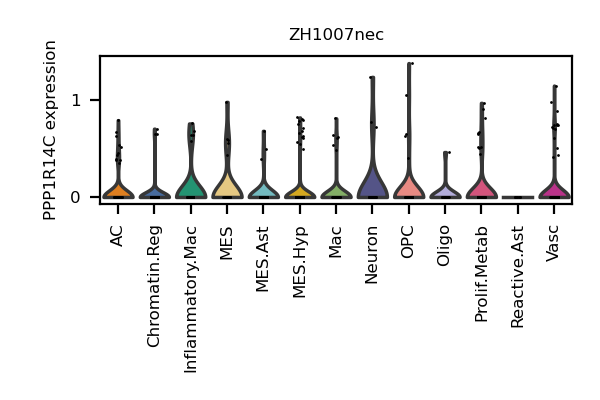 ZH1007nec
PPP1R14C expression
1
0
AC
Chromatin.Reg
Inflammatory.Mac
MES
MES.Ast
MES.Hyp
Mac
Neuron
OPC
Oligo
Prolif.Metab
Reactive.Ast
Vasc